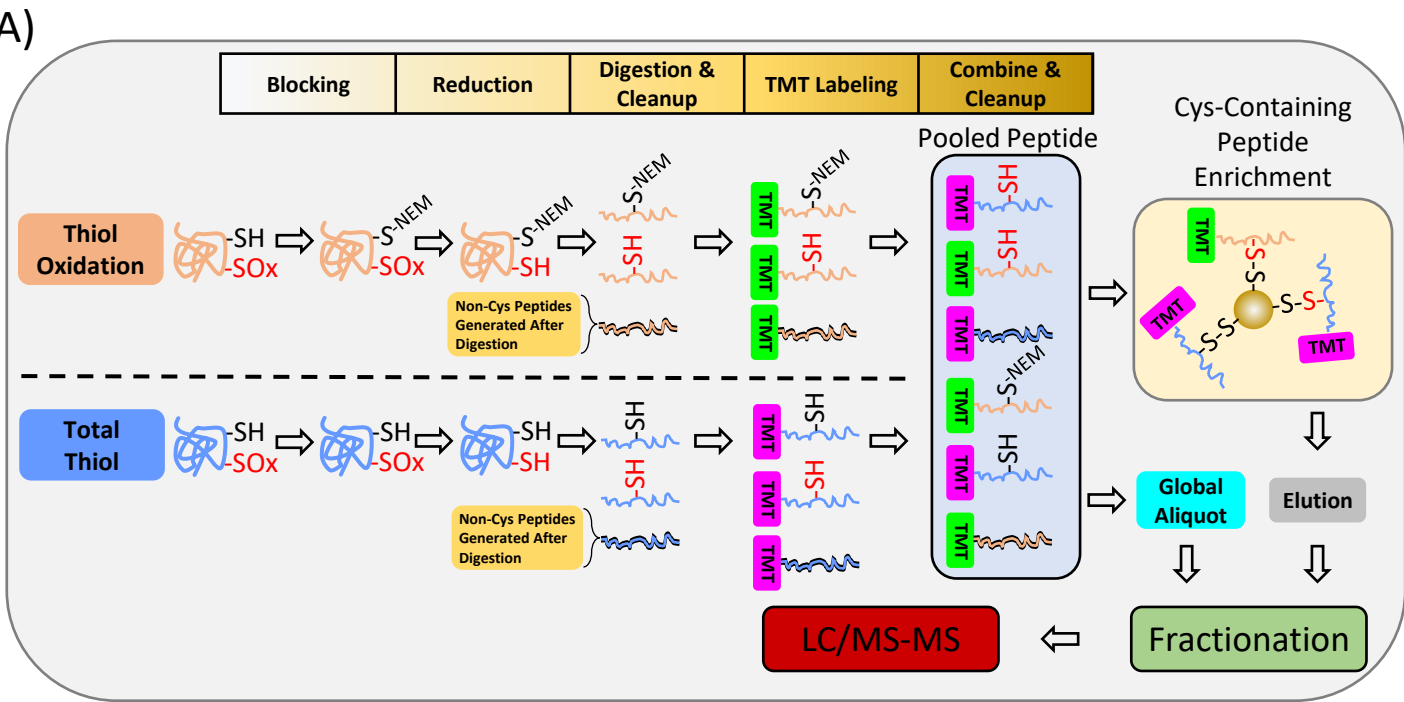 A)
Blocking
Reduction
Digestion &
Cleanup
TMT Labeling
Combine &
Cleanup
Pooled Peptide
Cys-Containing
Peptide
Enrichment
Thiol
Oxidation
-SH
-SOx
-S-NEM
-SOx
-S-NEM
-SH
S-NEM
SH
Non-Cys Peptides
Generated After
Digestion
TMT
S-NEM
TMT
SH
TMT
TMT
SH
TMT
SH
TMT
TMT
S-NEM
TMT
SH
TMT
TMT
S
S
S-S-
TMT
S-S
TMT
Total
Thiol
-SH
-SOx
-SH
-SOx
-SH
-SH
SH
SH
Non-Cys Peptides
Generated After
Digestion
TMT
SH
TMT
SH
TMT
Global
Aliquot
Elution
LC/MS-MS
Fractionation